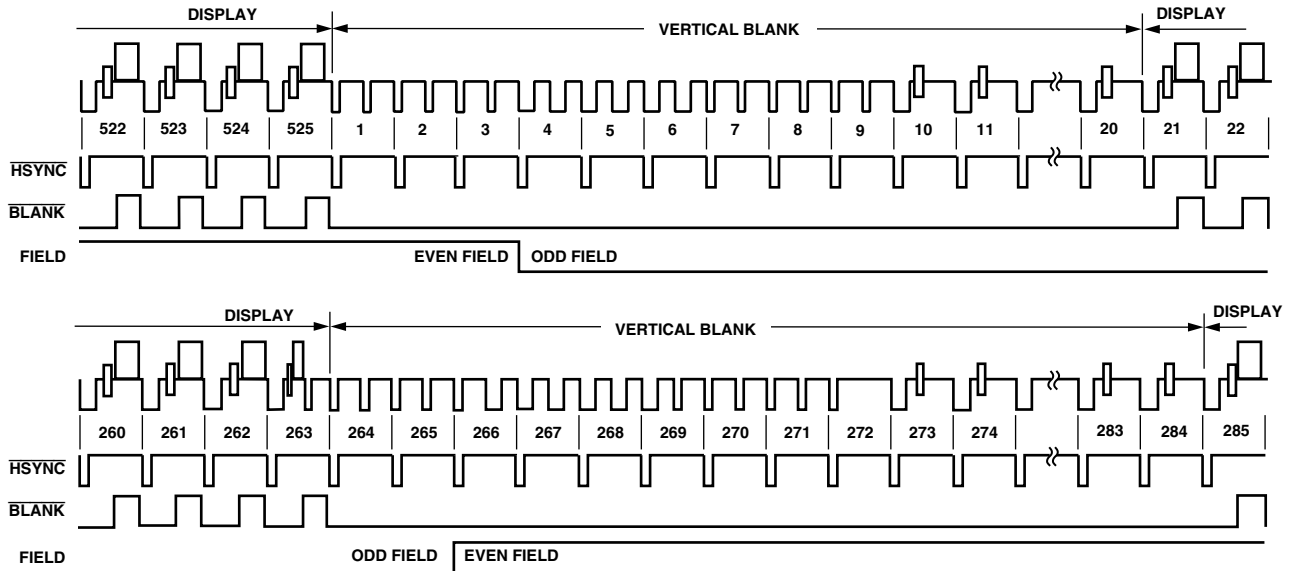 DISPLAY VERTICAL BLANK DISPLAY
522 523 524 525 1 2 3 4 5 6 7 8 9 10 11 20 21 22
HSYNC
BLANK
FIELD EVEN FIELD ODD FIELD
DISPLAY VERTICAL BLANK DISPLAY
260 261 262 263 264 265 266 267 268 269 270 271 272 273 274 283 284 285
HSYNC
BLANK
FIELD ODD FIELD EVEN FIELD